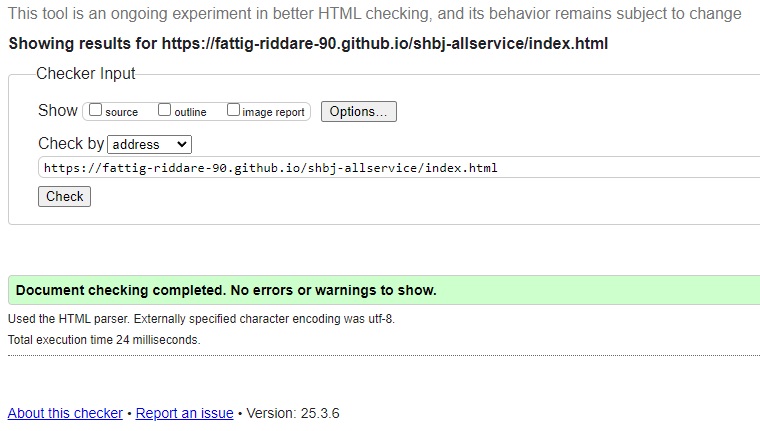 This tool is an ongoing experiment in better HTML checking, and its behavior remains subject to change
Showing results for https://fattig-riddare-90.github.io/shbj-allservice/index.html
Checker Input
Show source outline image report Options...
Check by address
https://fattig-riddare-90.github.io/shbj-allservice/index.html
Check
Document checking completed. No errors or warnings to show.
Used the HTML parser. Externally specified character encoding was utf-8.
Total execution time 24 milliseconds.
About this checker • Report an issue • Version: 25.3.6